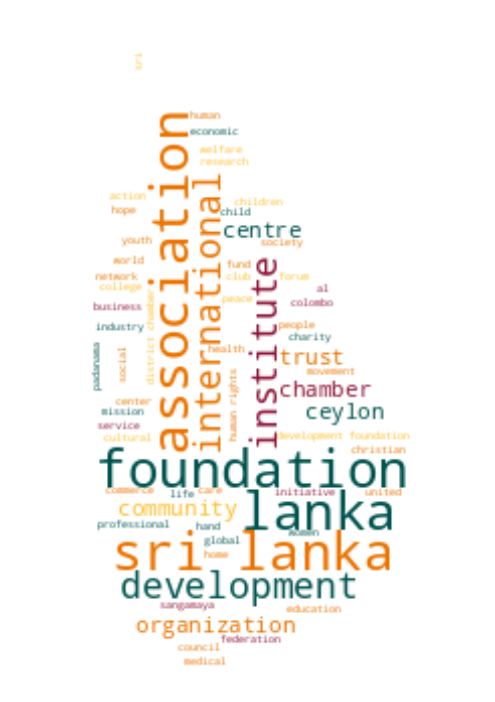 sri
human
economic
welfare
research
association
international
action
children
hope
child
centre
youth
society
world
fund
institute
network
club
forum
college
peace
al
business
district chamber
colombo
industry
people
charity
padanama
social
health
trust
movement
human rights
chamber
center
mission
ceylon
service
cultural
development foundation
christian
foundation
commerce
life
care
initiative
united
community
lanka
professional
hand
women
global
sri lanka
home
development
sangamaya
education
organization
federation
council
medical